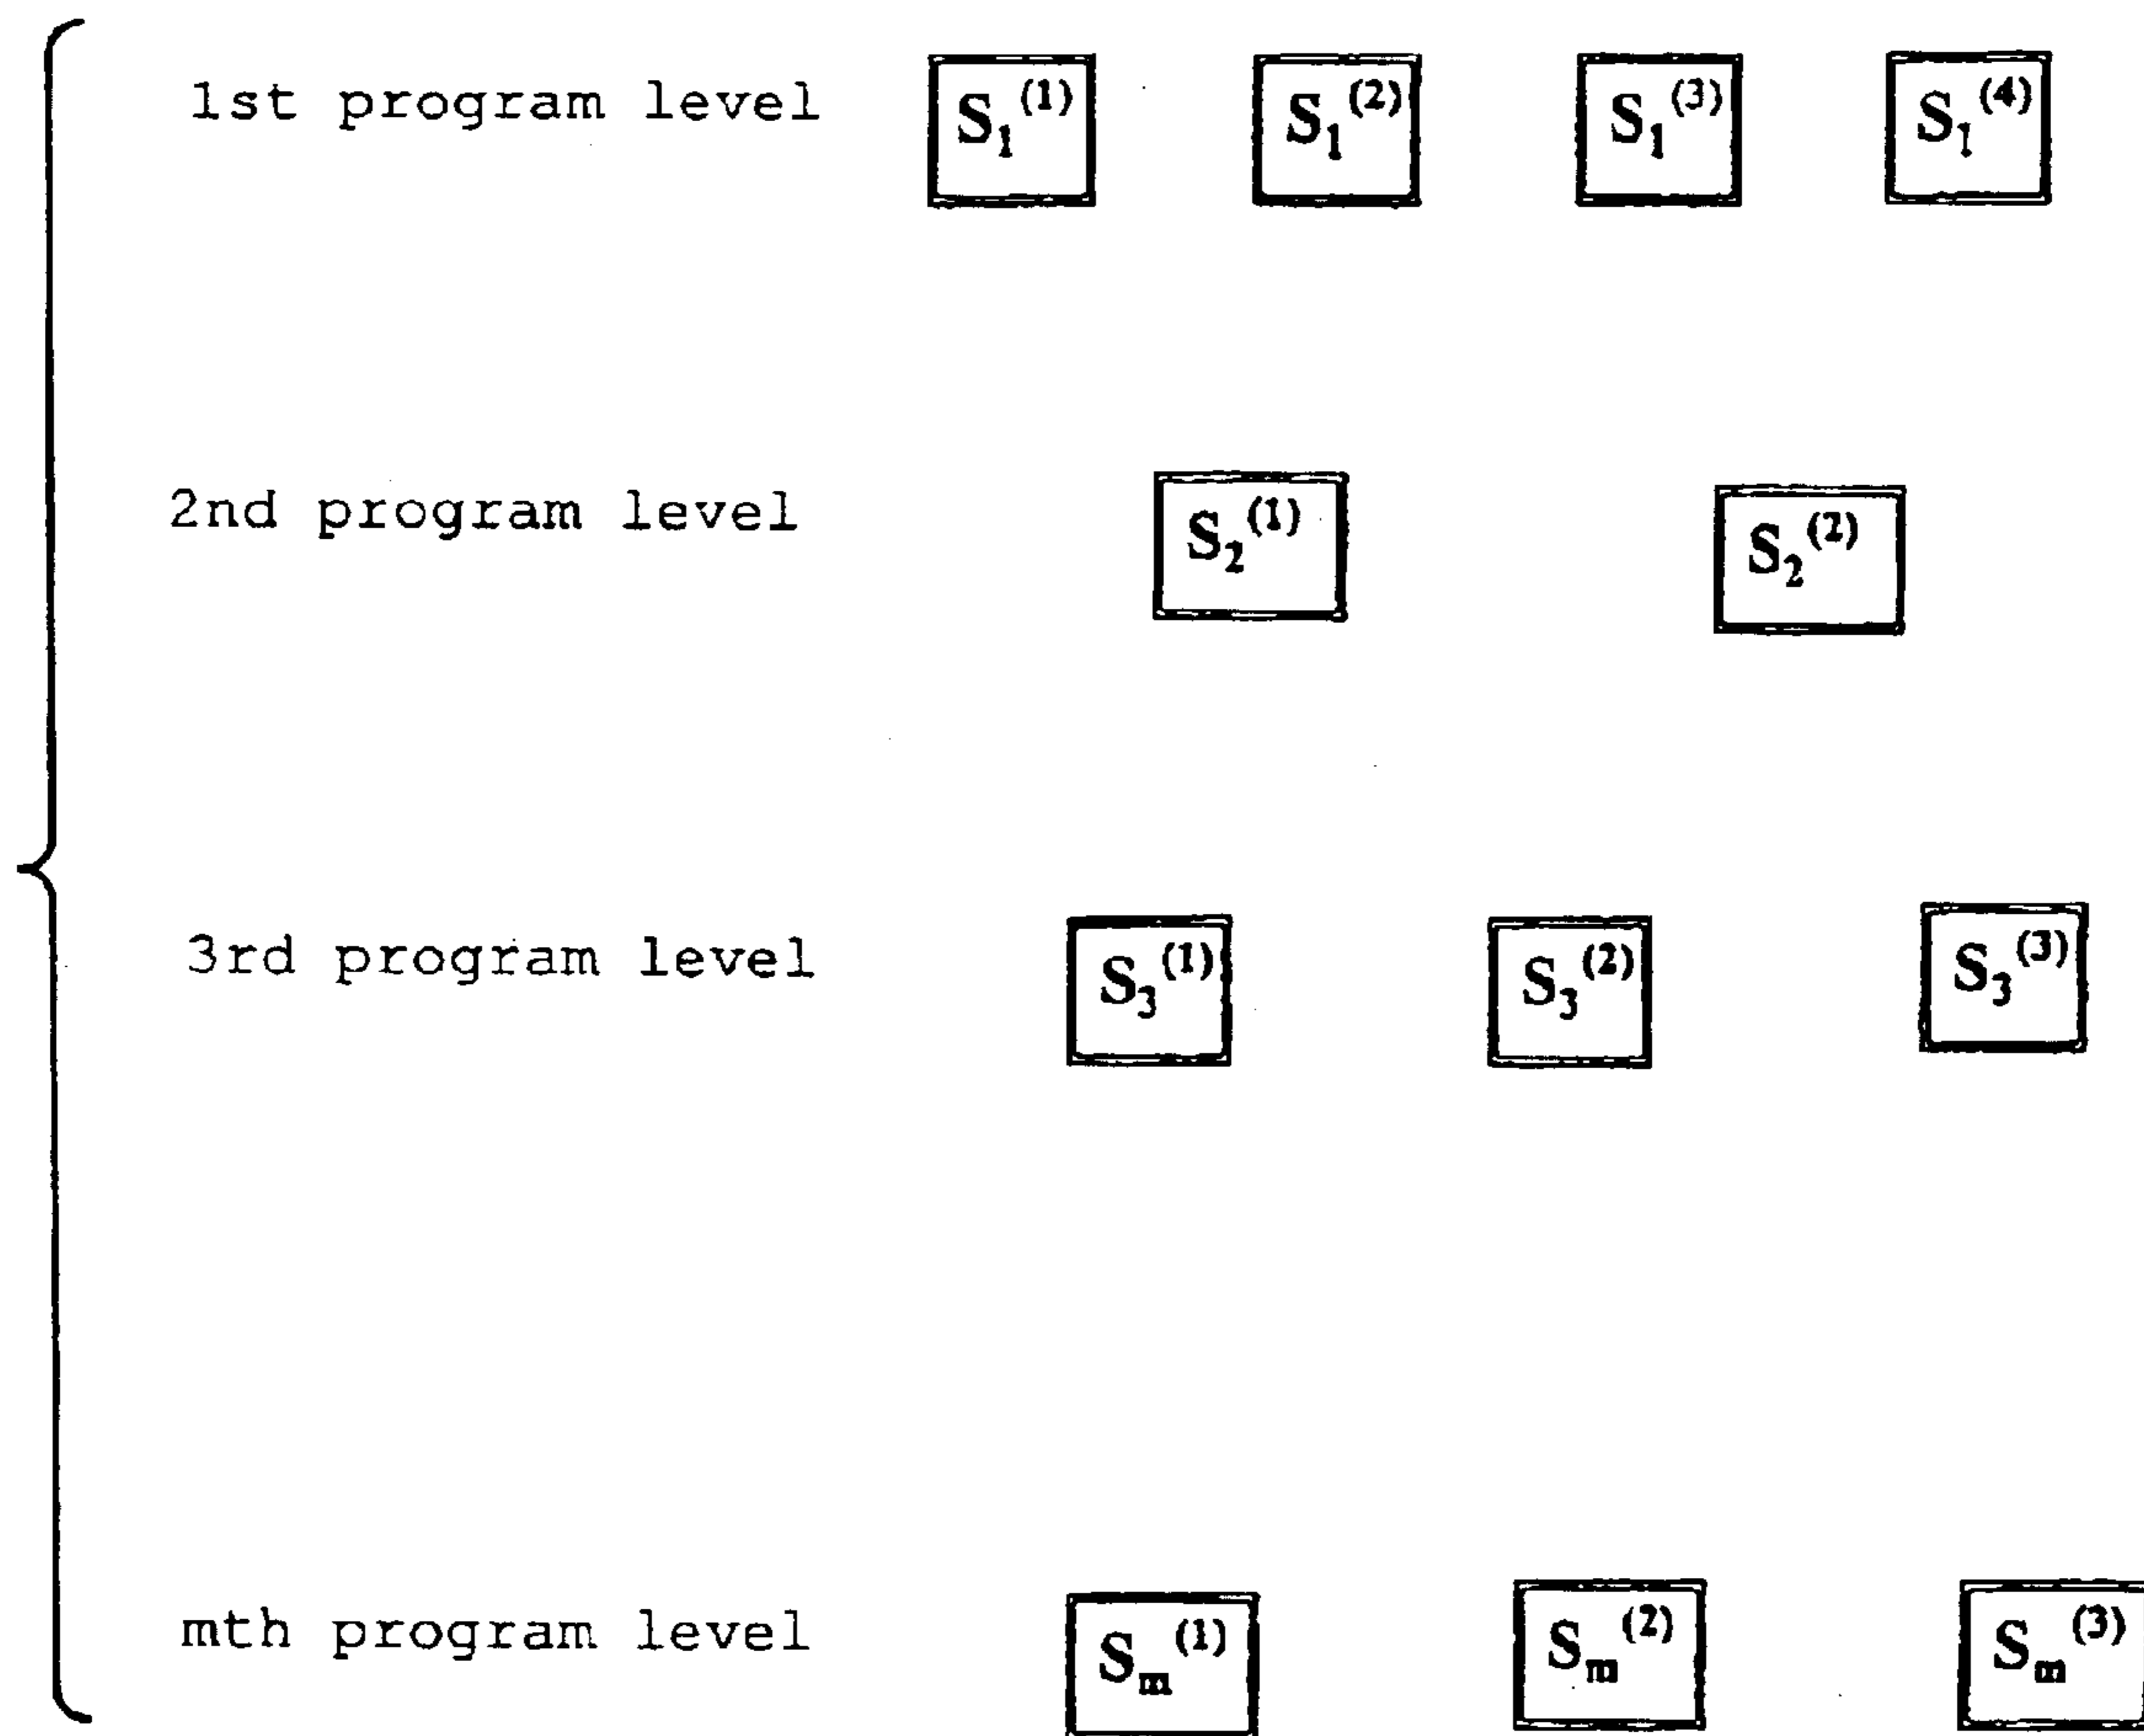 1st program level S₁⁽¹⁾ S₁⁽²⁾ S₁⁽³⁾ S₁⁽⁴⁾
2nd program level S₂⁽¹⁾ S₂⁽²⁾
3rd program level S₃⁽¹⁾ S₃⁽²⁾ S₃⁽³⁾
mth program level Sₘ⁽¹⁾ Sₘ⁽²⁾ Sₘ⁽³⁾